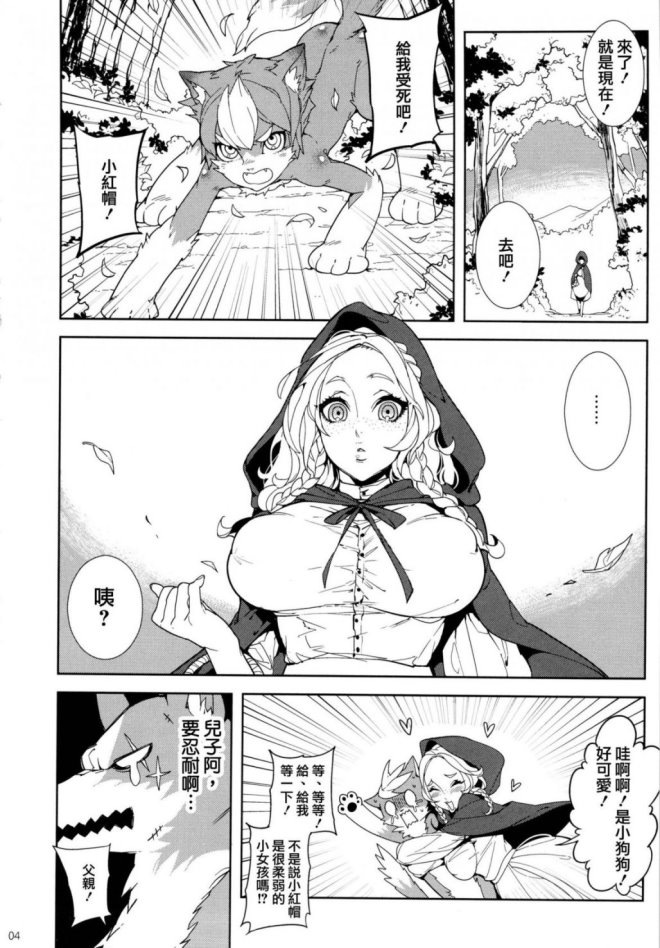 來了！
就是現在！
去吧！
給我受死吧！
小紅帽！
……
咦？
哇啊啊！是小狗狗！
好可愛！
等、等等！
給、給我
等一下！
不是說小紅帽
是很柔弱的
小女孩嗎!?
兒子阿，
要忍耐啊…
父親！
04